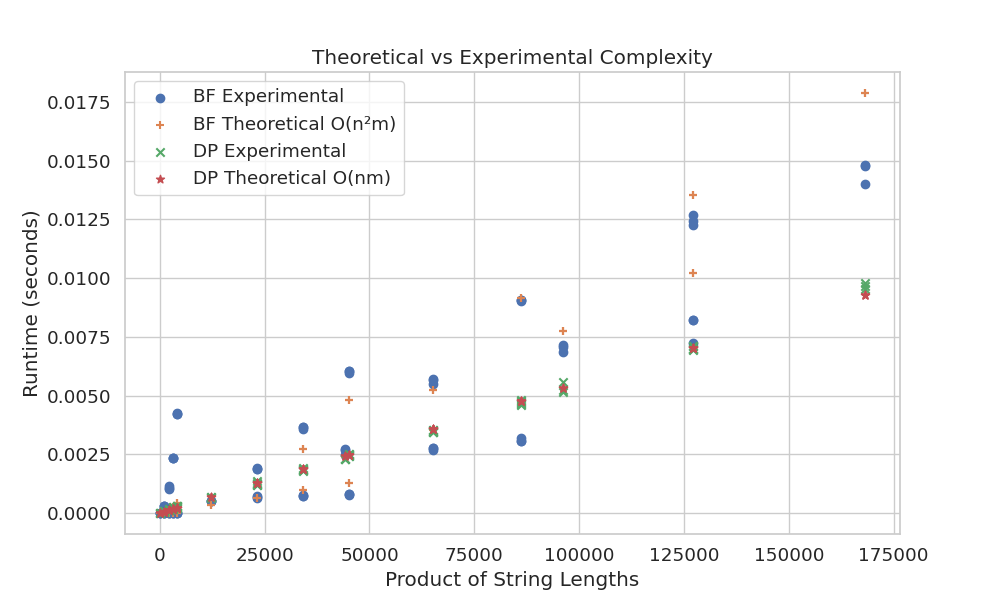 Theoretical vs Experimental Complexity
BF Experimental
BF Theoretical O(n²m)
DP Experimental
DP Theoretical O(nm)
Runtime (seconds)
0.0175
0.0150
0.0125
0.0100
0.0075
0.0050
0.0025
0.0000
0
25000
50000
75000
100000
125000
150000
175000
Product of String Lengths